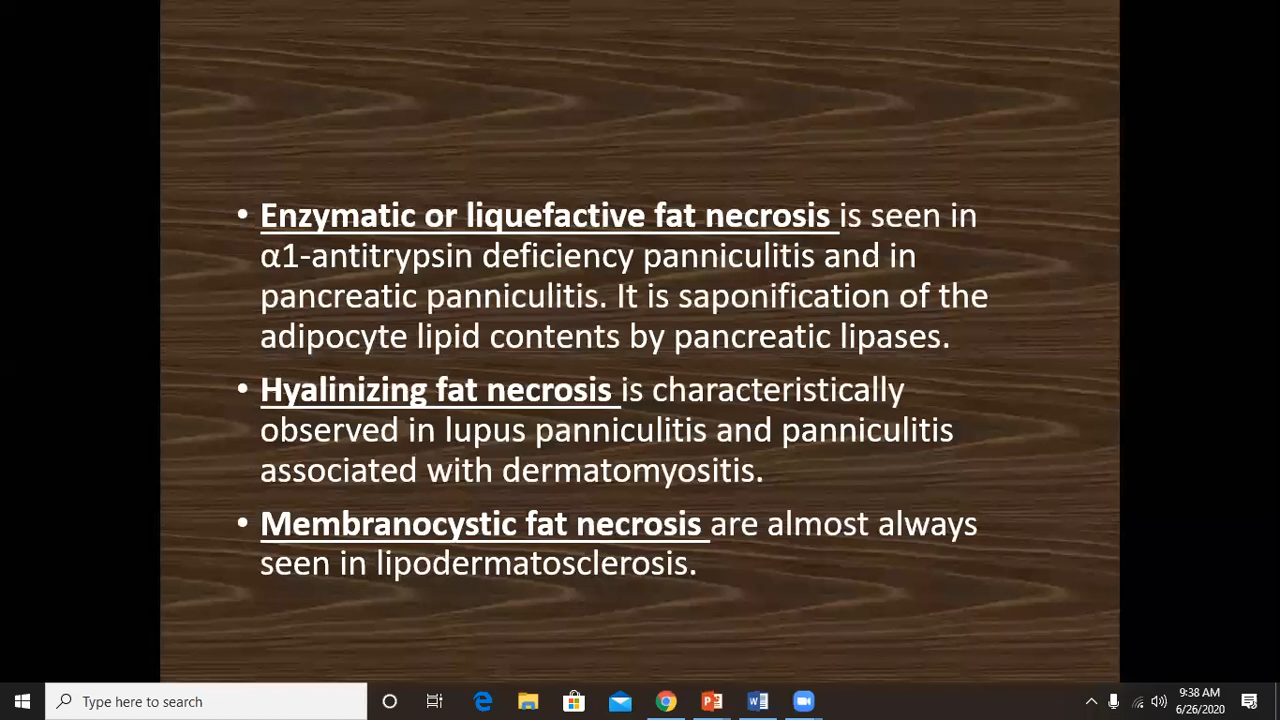 • Enzymatic or liquefactive fat necrosis is seen in
α1-antitrypsin deficiency panniculitis and in
pancreatic panniculitis. It is saponification of the
adipocyte lipid contents by pancreatic lipases.
• Hyalinizing fat necrosis is characteristically
observed in lupus panniculitis and panniculitis
associated with dermatomyositis.
• Membranocystic fat necrosis are almost always
seen in lipodermatosclerosis.
Type here to search
9:38 AM
6/26/2020